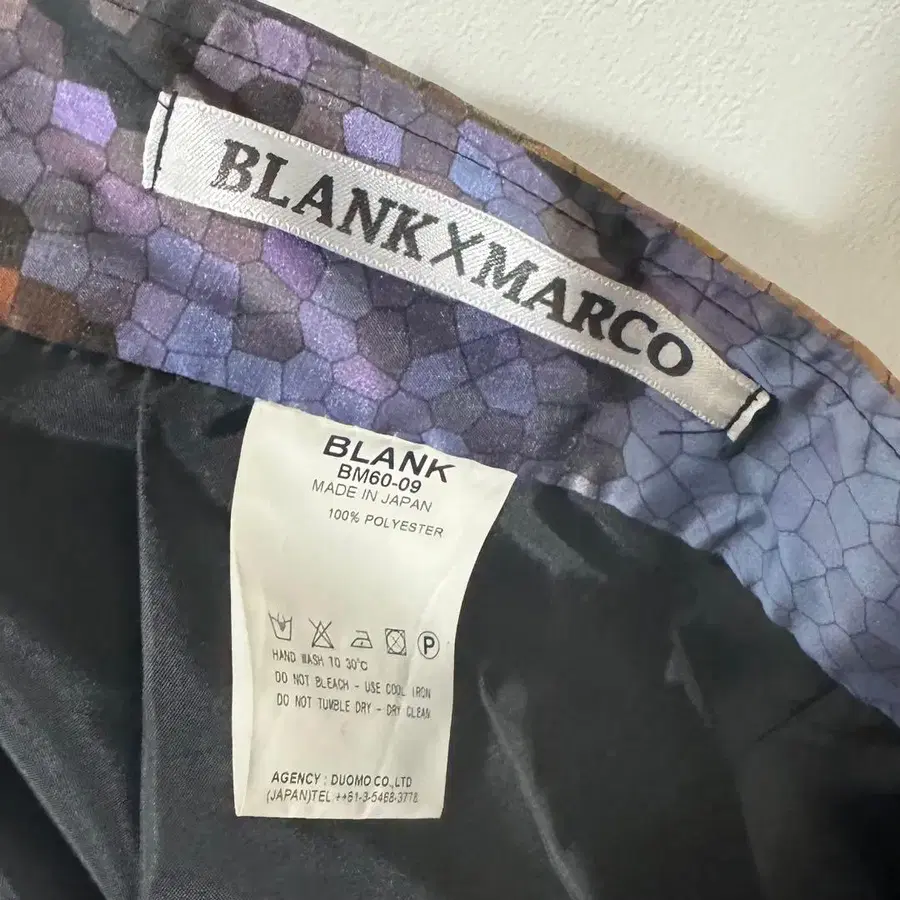 BLANK X MARCO
BLANK
BM60-09
MADE IN JAPAN
100% POLYESTER
P
HAND WASH TO 30°C
DO NOT BLEACH - USE COOL IRON
DO NOT TUMBLE DRY - DRY CLEAN
AGENCY : DUOMO CO.,LTD
(JAPAN)TEL.++81-3-5468-3778